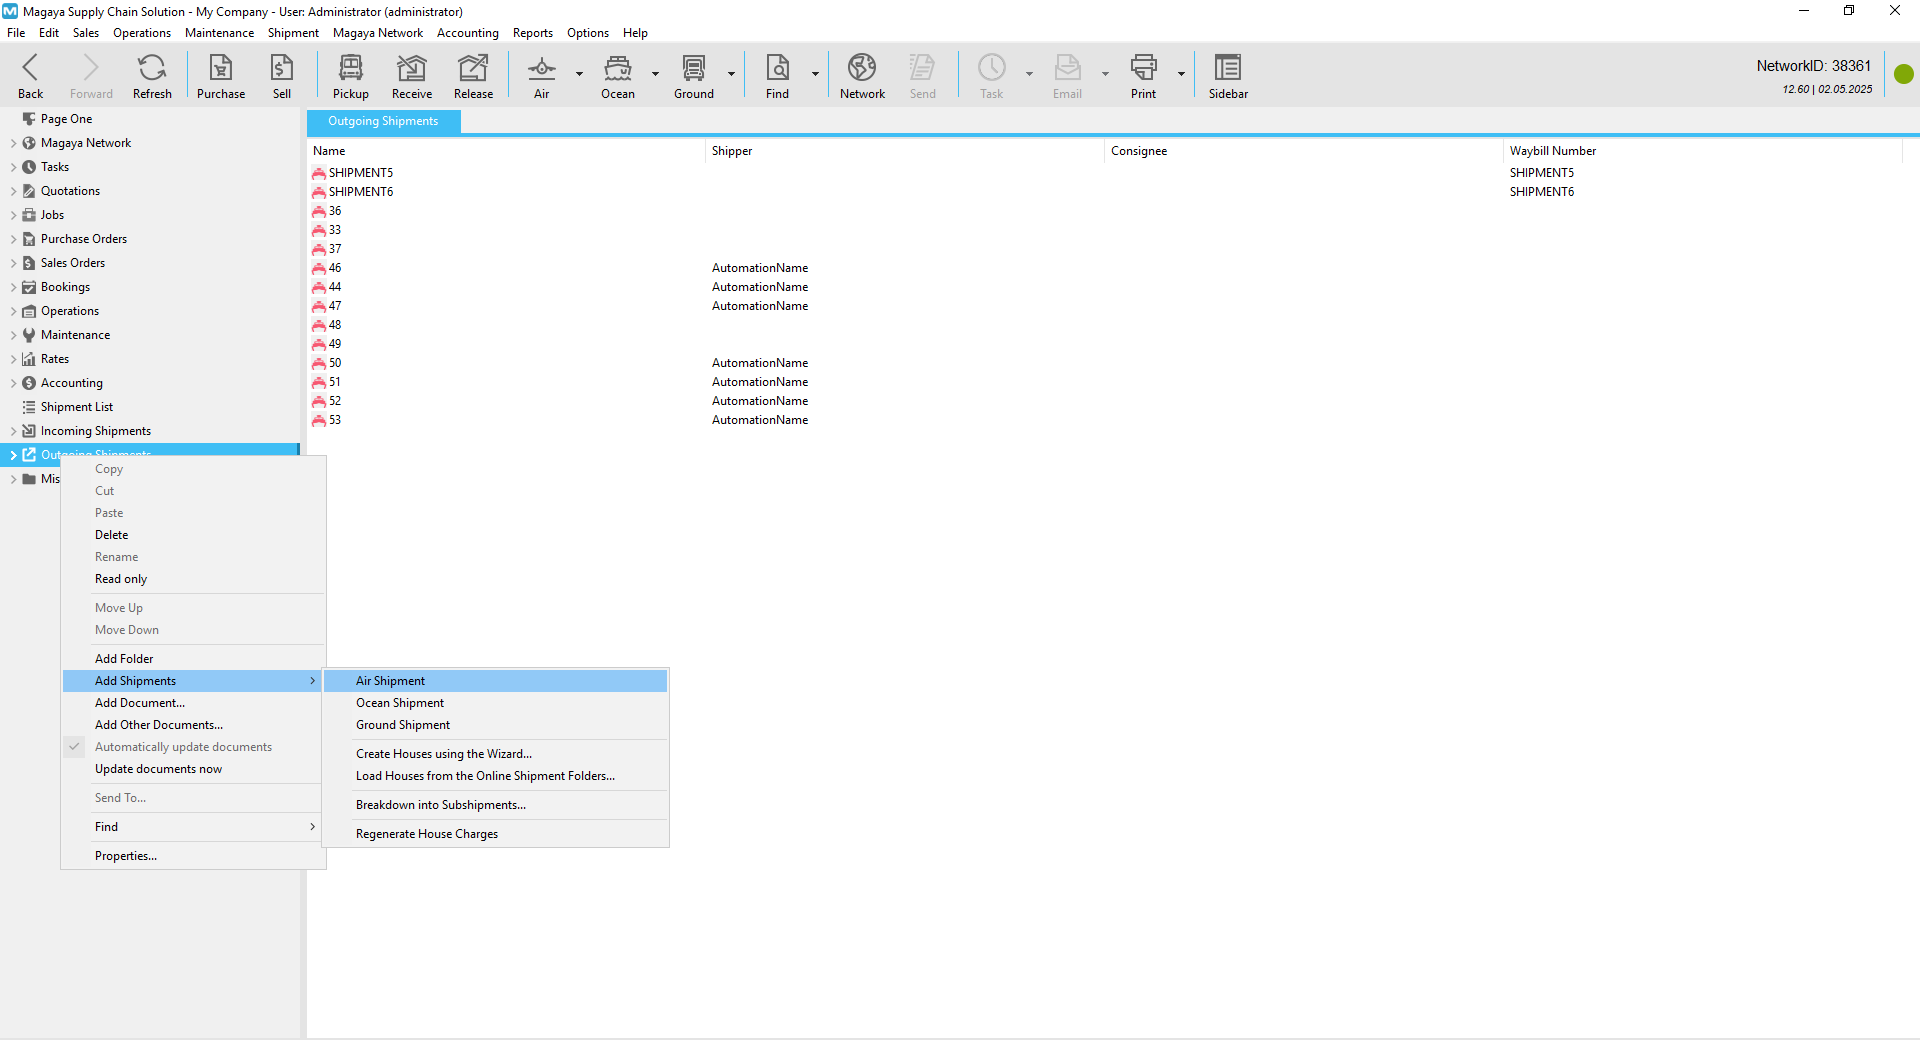 Magaya Supply Chain Solution - My Company - User: Administrator (administrator)
File Edit Sales Operations Maintenance Shipment Magaya Network Accounting Reports Options Help
Back Forward Refresh Purchase Sell Pickup Receive Release Air Ocean Ground Find Network Send Task Email Print Sidebar
NetworkID: 38361
12.60 | 02.05.2025
Page One
Magaya Network
Tasks
Quotations
Jobs
Purchase Orders
Sales Orders
Bookings
Operations
Maintenance
Rates
Accounting
Shipment List
Incoming Shipments
Outgoing Shipments
Mis
Outgoing Shipments
Name Shipper Consignee Waybill Number
SHIPMENT5 SHIPMENT5
SHIPMENT6 SHIPMENT6
36
33
37
46 AutomationName
44 AutomationName
47 AutomationName
48
49
50 AutomationName
51 AutomationName
52 AutomationName
53 AutomationName
Copy
Cut
Paste
Delete
Rename
Read only
Move Up
Move Down
Add Folder
Add Shipments
Add Document...
Add Other Documents...
Automatically update documents
Update documents now
Send To...
Find
Properties...
Air Shipment
Ocean Shipment
Ground Shipment
Create Houses using the Wizard...
Load Houses from the Online Shipment Folders...
Breakdown into Subshipments...
Regenerate House Charges